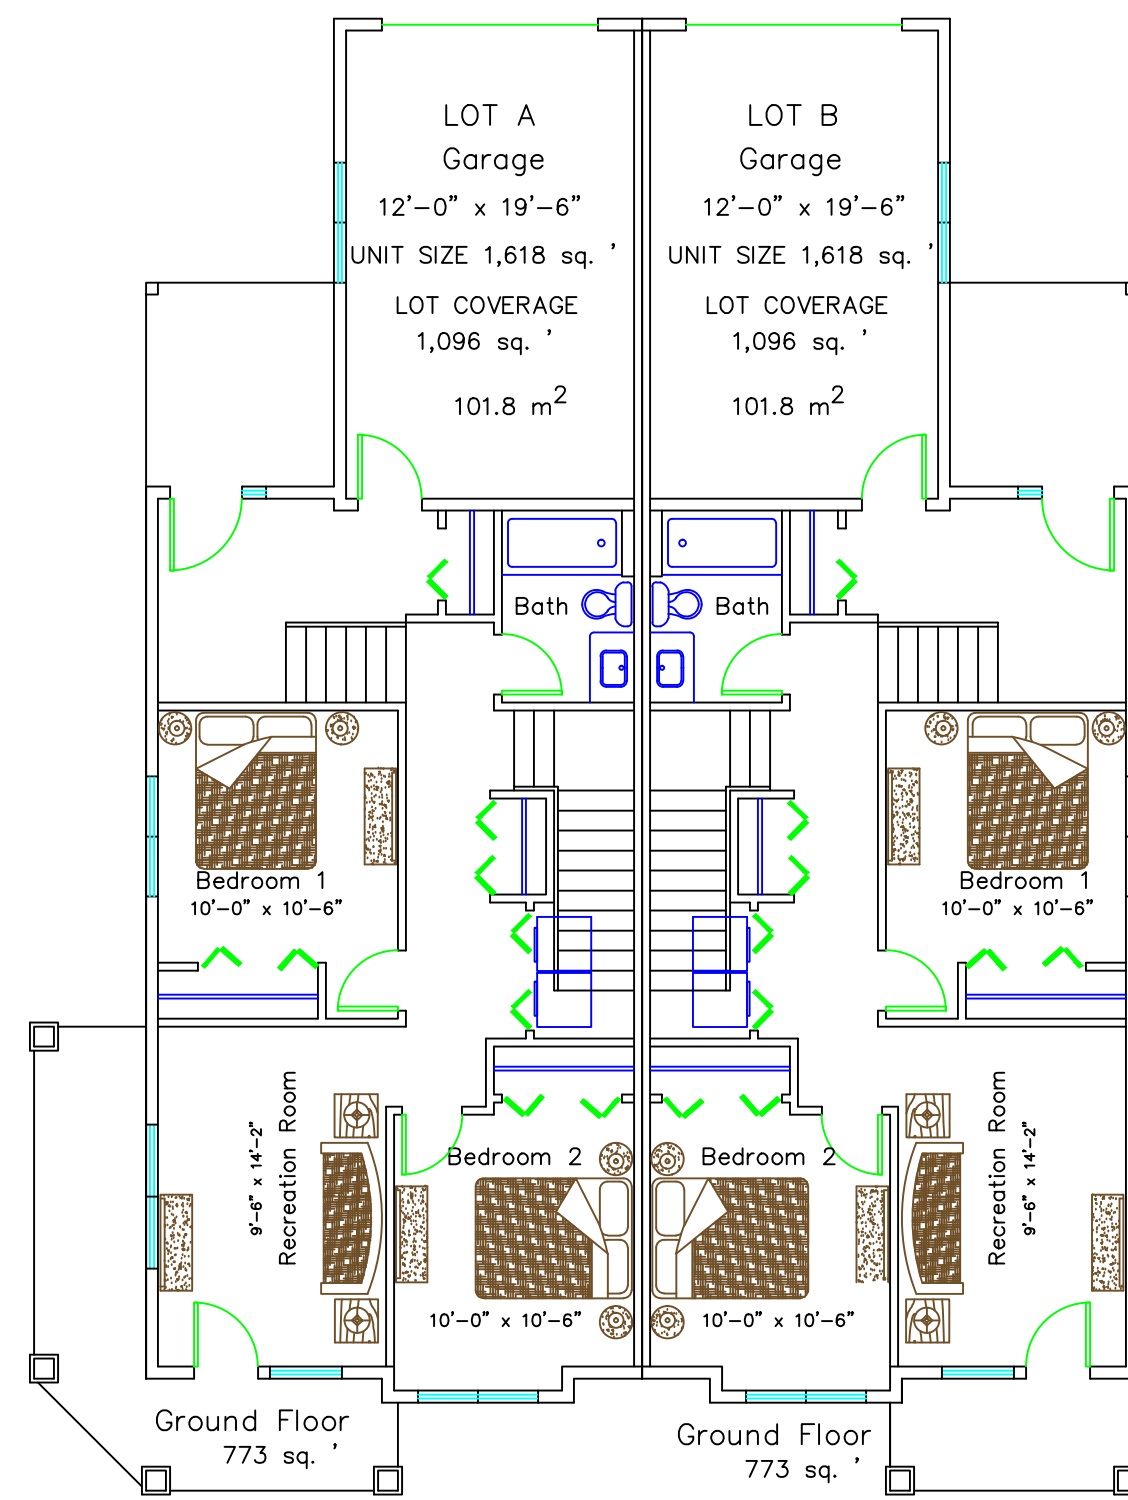 LOT A
Garage
12'-0" x 19'-6"
UNIT SIZE 1,618 sq. '
LOT COVERAGE
1,096 sq. '
101.8 m2
LOT B
Garage
12'-0" x 19'-6"
UNIT SIZE 1,618 sq. '
LOT COVERAGE
1,096 sq. '
101.8 m2
Bath
Bath
Bedroom 1
10'-0" x 10'-6"
Bedroom 1
10'-0" x 10'-6"
Recreation Room
9'-6" x 14'-2"
Bedroom 2
10'-0" x 10'-6"
Bedroom 2
10'-0" x 10'-6"
Recreation Room
9'-6" x 14'-2"
Ground Floor
773 sq. '
Ground Floor
773 sq. '